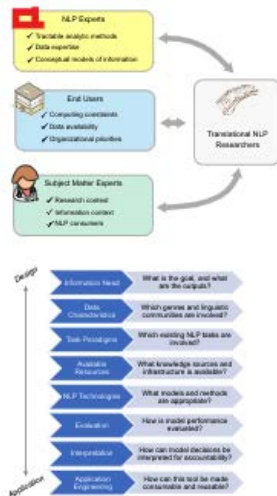 NLP Experts
✓ Tractable analytic methods
✓ Data expertise
✓ Conceptual models of information
End Users
✓ Computing constraints
✓ Data availability
✓ Organizational priorities
Translational NLP
Researchers
Subject Matter Experts
✓ Research context
✓ Information context
✓ NLP consumers
Design
Information Need
What is the goal, and what
are the outputs?
Data
Characteristics
Which genres and linguistic
communities are involved?
Task Paradigms
Which existing NLP tasks are
involved?
Available
Resources
What knowledge sources and
infrastructure is available?
NLP Technologies
What models and methods
are appropriate?
Evaluation
How is model performance
evaluated?
Interpretation
How can model decisions be
interpreted for accountability?
Application
Engineering
How can this tool be made
consumable and reusable?
Application